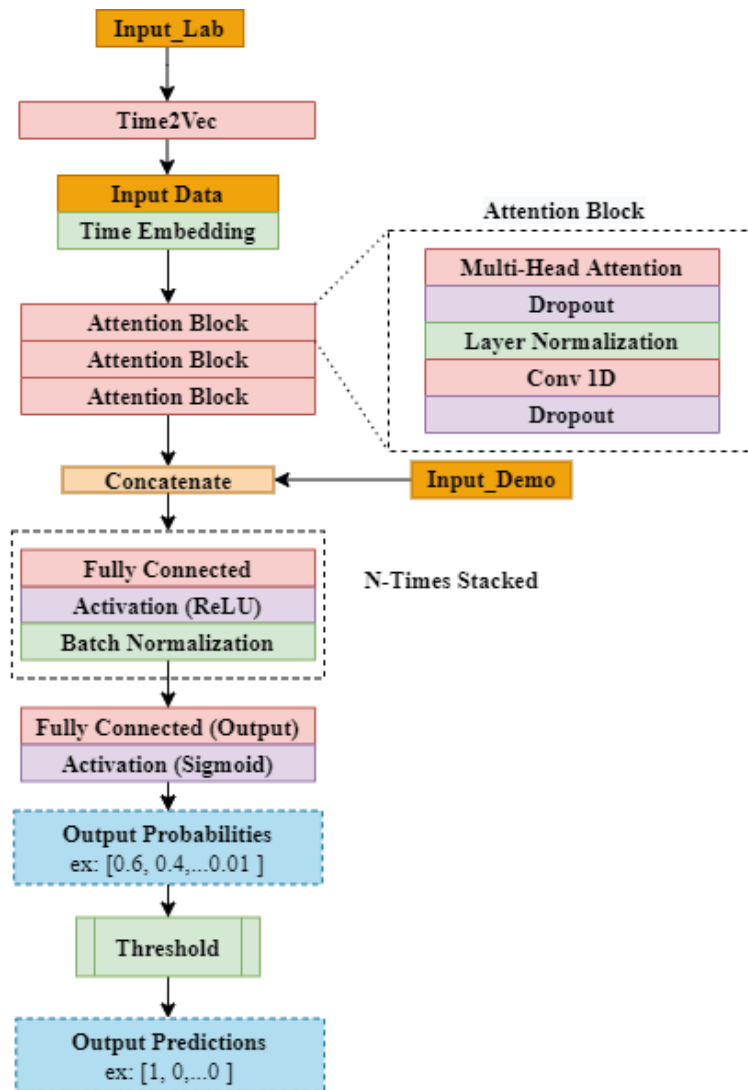 Input_Lab
Time2Vec
Input Data
Time Embedding
Attention Block
Attention Block
Attention Block
Attention Block
Multi-Head Attention
Dropout
Layer Normalization
Conv 1D
Dropout
Concatenate
Input_Demo
Fully Connected
Activation (ReLU)
Batch Normalization
N-Times Stacked
Fully Connected (Output)
Activation (Sigmoid)
Output Probabilities
ex: [0.6, 0.4,...0.01 ]
Threshold
Output Predictions
ex: [1, 0,...0 ]